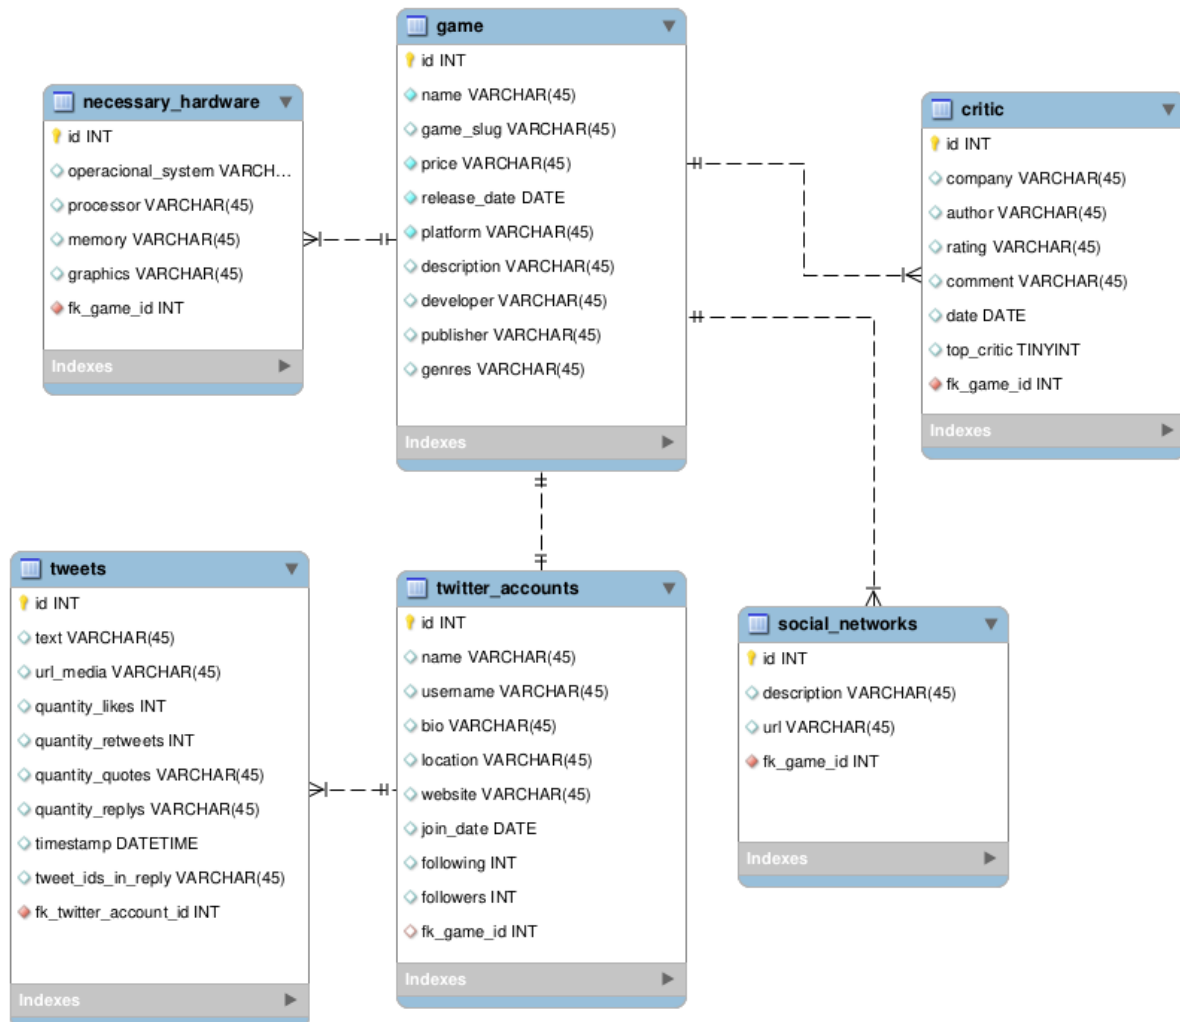 game
id INT
name VARCHAR(45)
game_slug VARCHAR(45)
price VARCHAR(45)
release_date DATE
platform VARCHAR(45)
description VARCHAR(45)
developer VARCHAR(45)
publisher VARCHAR(45)
genres VARCHAR(45)
Indexes
necessary_hardware
id INT
operacional_system VARCH...
processor VARCHAR(45)
memory VARCHAR(45)
graphics VARCHAR(45)
fk_game_id INT
Indexes
critic
id INT
company VARCHAR(45)
author VARCHAR(45)
rating VARCHAR(45)
comment VARCHAR(45)
date DATE
top_critic TINYINT
fk_game_id INT
Indexes
tweets
id INT
text VARCHAR(45)
url_media VARCHAR(45)
quantity_likes INT
quantity_retweets INT
quantity_quotes VARCHAR(45)
quantity_replys VARCHAR(45)
timestamp DATETIME
tweet_ids_in_reply VARCHAR(45)
fk_twitter_account_id INT
Indexes
twitter_accounts
id INT
name VARCHAR(45)
username VARCHAR(45)
bio VARCHAR(45)
location VARCHAR(45)
website VARCHAR(45)
join_date DATE
following INT
followers INT
fk_game_id INT
Indexes
social_networks
id INT
description VARCHAR(45)
url VARCHAR(45)
fk_game_id INT
Indexes